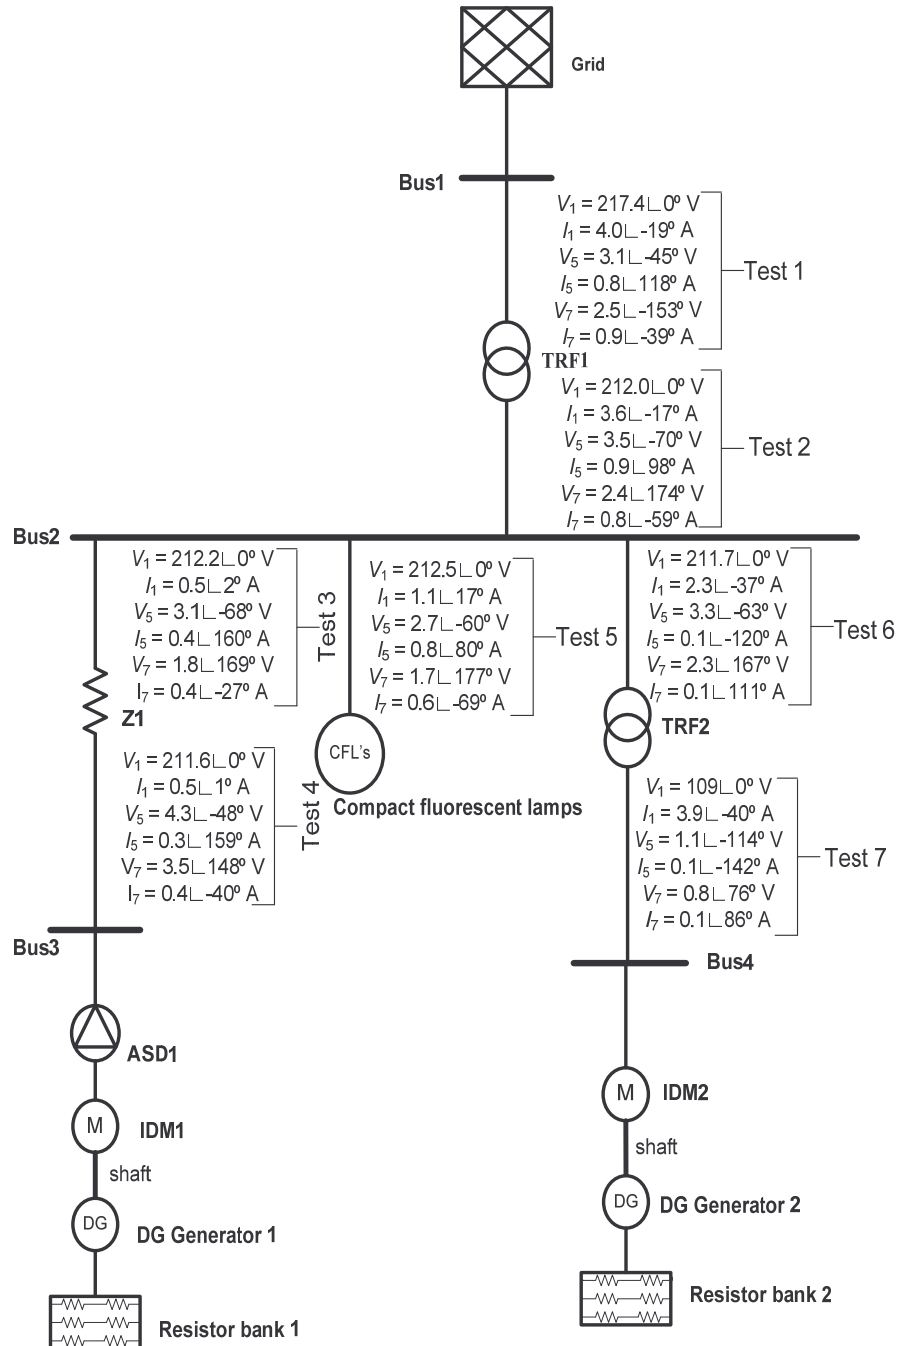 Grid
Bus1
V1 = 217.4∟0º V
I1 = 4.0∟-19º A
V5 = 3.1∟-45º V
I5 = 0.8∟118º A
V7 = 2.5∟-153º V
I7 = 0.9∟-39º A
Test 1
TRF1
V1 = 212.0∟0º V
I1 = 3.6∟-17º A
V5 = 3.5∟-70º V
I5 = 0.9∟98º A
V7 = 2.4∟174º V
I7 = 0.8∟-59º A
Test 2
Bus2
V1 = 212.2∟0º V
I1 = 0.5∟2º A
V5 = 3.1∟-68º V
I5 = 0.4∟160º A
V7 = 1.8∟169º V
I7 = 0.4∟-27º A
Test 3
Z1
V1 = 211.6∟0º V
I1 = 0.5∟1º A
V5 = 4.3∟-48º V
I5 = 0.3∟159º A
V7 = 3.5∟148º V
I7 = 0.4∟-40º A
Test 4
V1 = 212.5∟0º V
I1 = 1.1∟17º A
V5 = 2.7∟-60º V
I5 = 0.8∟80º A
V7 = 1.7∟177º V
I7 = 0.6∟-69º A
Test 5
CFL's
Compact fluorescent lamps
V1 = 211.7∟0º V
I1 = 2.3∟-37º A
V5 = 3.3∟-63º V
I5 = 0.1∟-120º A
V7 = 2.3∟167º V
I7 = 0.1∟111º A
Test 6
TRF2
V1 = 109∟0º V
I1 = 3.9∟-40º A
V5 = 1.1∟-114º V
I5 = 0.1∟-142º A
V7 = 0.8∟76º V
I7 = 0.1∟86º A
Test 7
Bus3
ASD1
M
IDM1
shaft
DG
DG Generator 1
Resistor bank 1
Bus4
M
IDM2
shaft
DG
DG Generator 2
Resistor bank 2